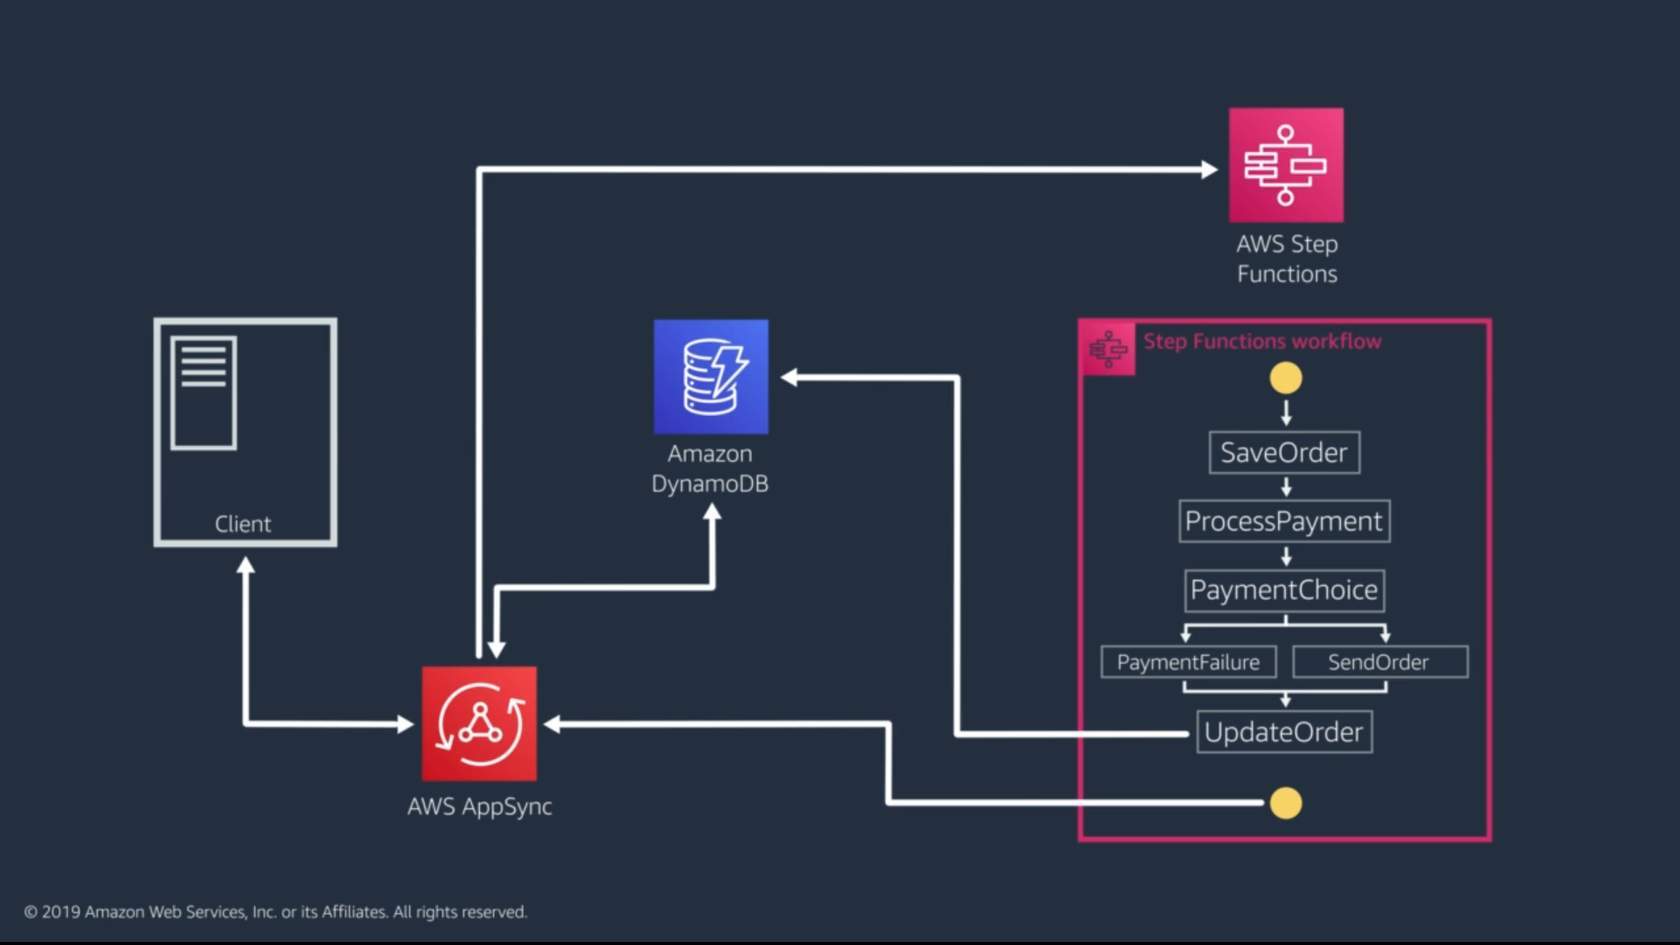 AWS Step
Functions
Client
Amazon
DynamoDB
AWS AppSync
Step Functions workflow
SaveOrder
ProcessPayment
PaymentChoice
PaymentFailure
SendOrder
UpdateOrder
© 2019 Amazon Web Services, Inc. or its Affiliates. All rights reserved.